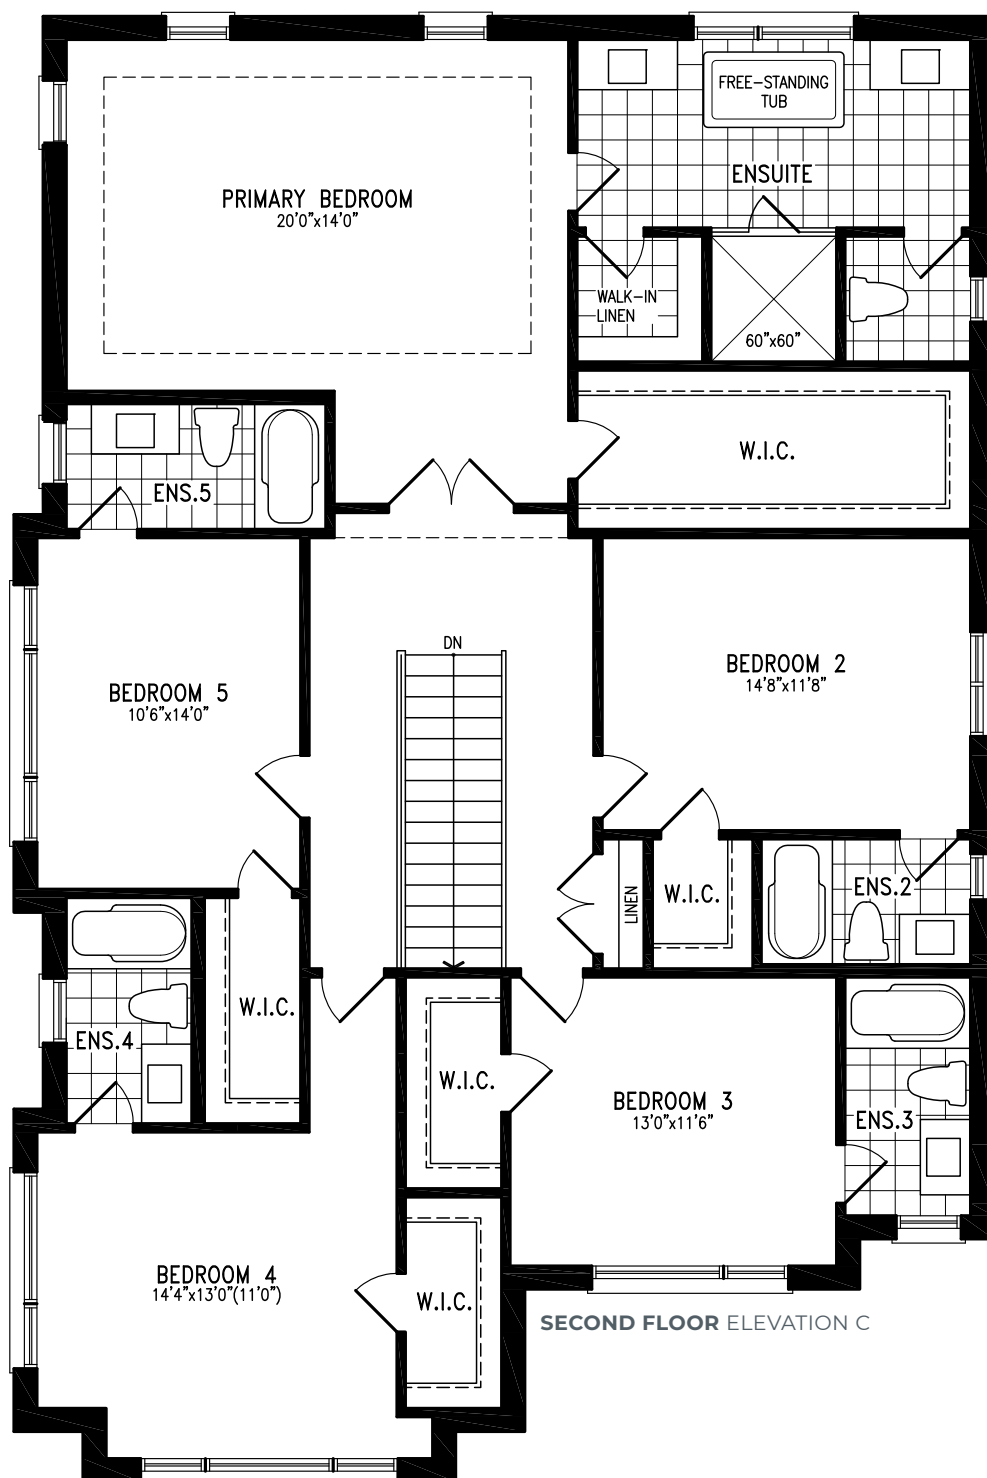 FREE-STANDING
TUB
ENSUITE
PRIMARY BEDROOM
20'0"x14'0"
WALK-IN
LINEN
60"x60"
W.I.C.
ENS.5
DN
BEDROOM 2
14'8"x11'8"
BEDROOM 5
10'6"x14'0"
LINEN
W.I.C.
ENS.2
W.I.C.
ENS.4
W.I.C.
BEDROOM 3
13'0"x11'6"
ENS.3
BEDROOM 4
14'4"x13'0"(11'0")
W.I.C.
SECOND FLOOR ELEVATION C